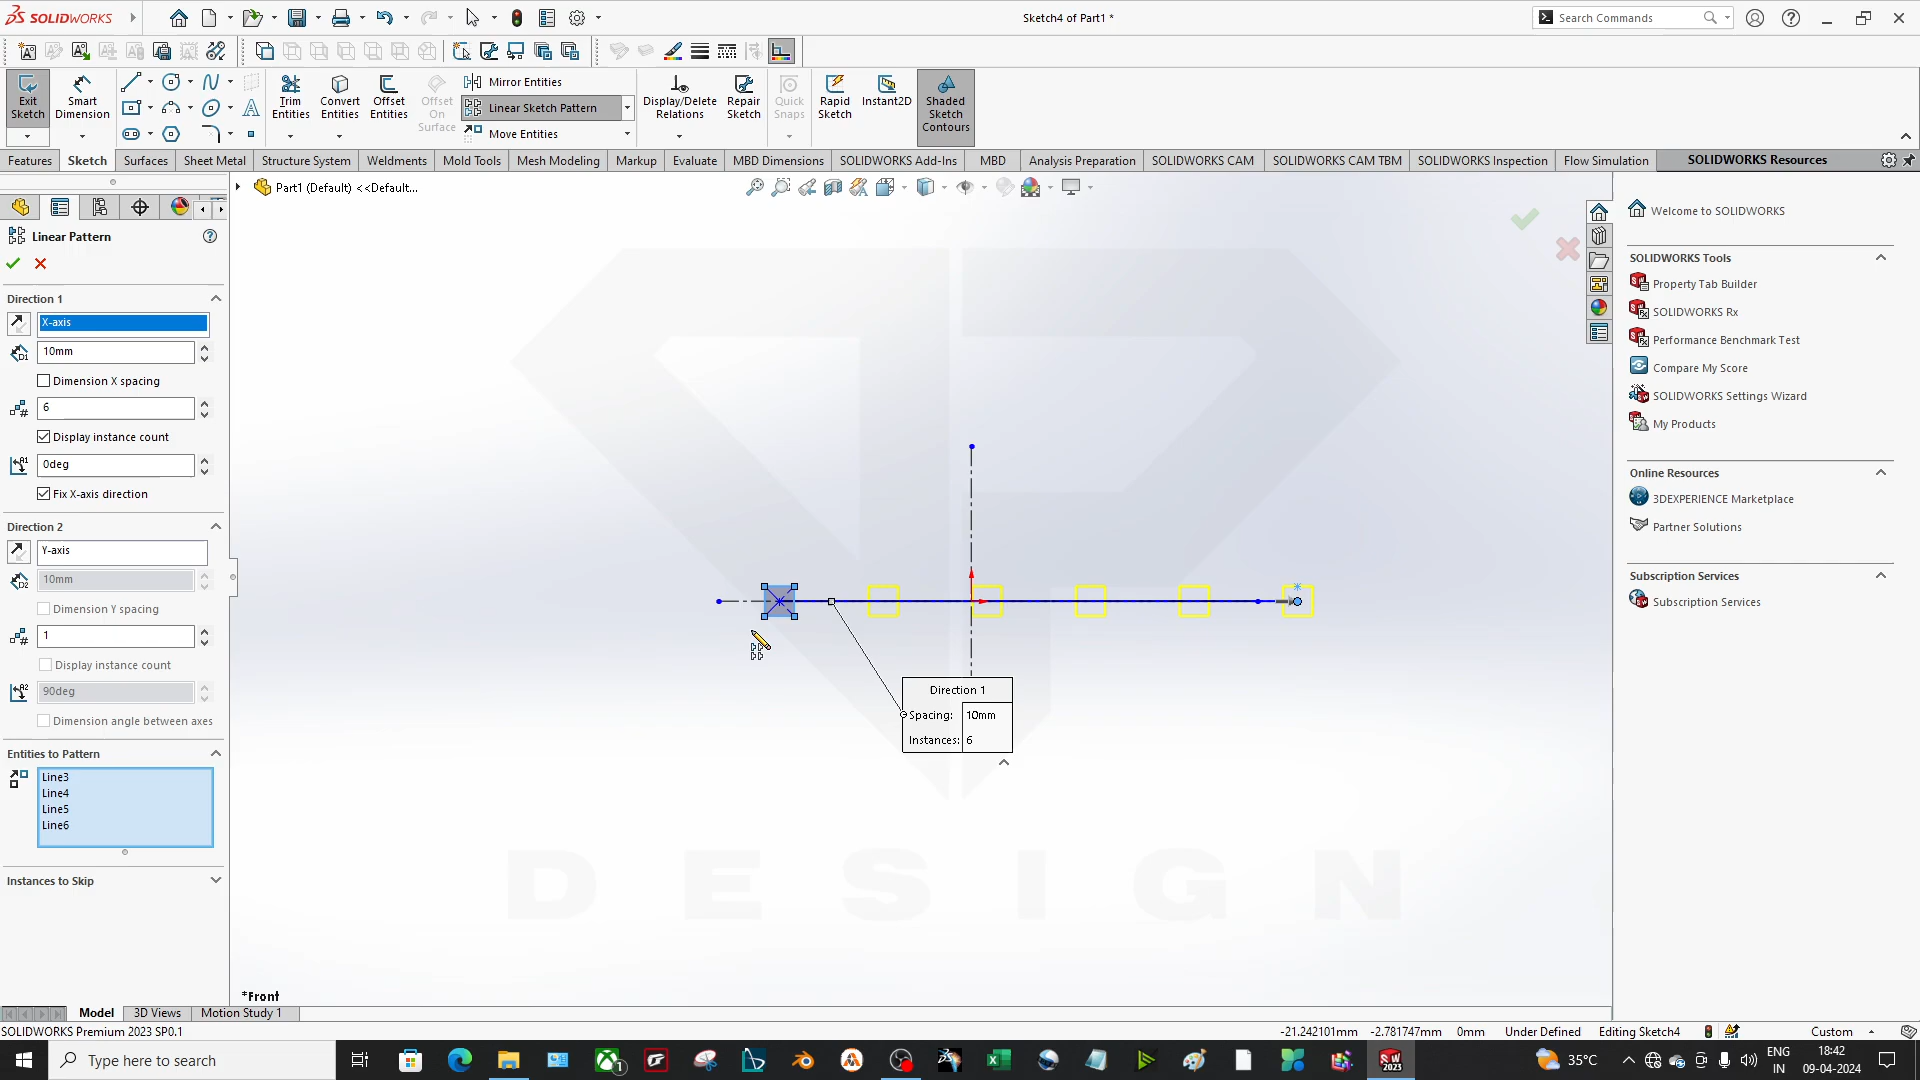 SOLIDWORKS
Sketch4 of Part1 *
Search Commands
Exit Sketch
Smart Dimension
Trim Entities
Convert Entities
Offset Entities
Offset On Surface
Mirror Entities
Linear Sketch Pattern
Move Entities
Display/Delete Relations
Repair Sketch
Quick Snaps
Rapid Sketch
Instant2D
Shaded Sketch Contours
Features
Sketch
Surfaces
Sheet Metal
Structure System
Weldments
Mold Tools
Mesh Modeling
Markup
Evaluate
MBD Dimensions
SOLIDWORKS Add-Ins
MBD
Analysis Preparation
SOLIDWORKS CAM
SOLIDWORKS CAM TBM
SOLIDWORKS Inspection
Flow Simulation
SOLIDWORKS Resources
Part1 (Default) <<Default...
Linear Pattern
Direction 1
X-axis
10mm
Dimension X spacing
6
Display instance count
0deg
Fix X-axis direction
Direction 2
Y-axis
10mm
Dimension Y spacing
1
Display instance count
90deg
Dimension angle between axes
Entities to Pattern
Line3
Line4
Line5
Line6
Instances to Skip
Direction 1
Spacing: 10mm
Instances: 6
DESIGN
*Front
Welcome to SOLIDWORKS
SOLIDWORKS Tools
Property Tab Builder
SOLIDWORKS Rx
Performance Benchmark Test
Compare My Score
SOLIDWORKS Settings Wizard
My Products
Online Resources
3DEXPERIENCE Marketplace
Partner Solutions
Subscription Services
Subscription Services
Model
3D Views
Motion Study 1
SOLIDWORKS Premium 2023 SP0.1
-21.242101mm -2.781747mm 0mm Under Defined Editing Sketch4 Custom
Type here to search
35°C
ENG
IN
18:42
09-04-2024